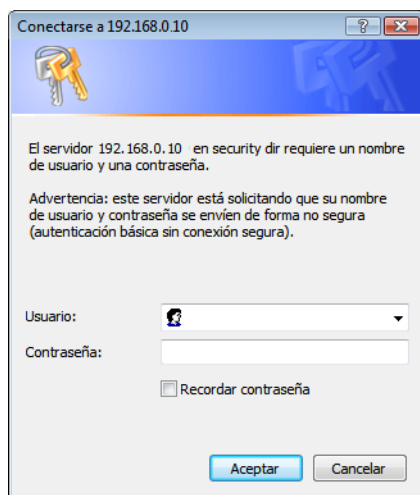 Conectarse a 192.168.0.10
El servidor 192.168.0.10 en security dir requiere un nombre
de usuario y una contraseña.
Advertencia: este servidor está solicitando que su nombre
de usuario y contraseña se envíen de forma no segura
(autenticación básica sin conexión segura).
Usuario:
Contraseña:
Recordar contraseña
Aceptar
Cancelar